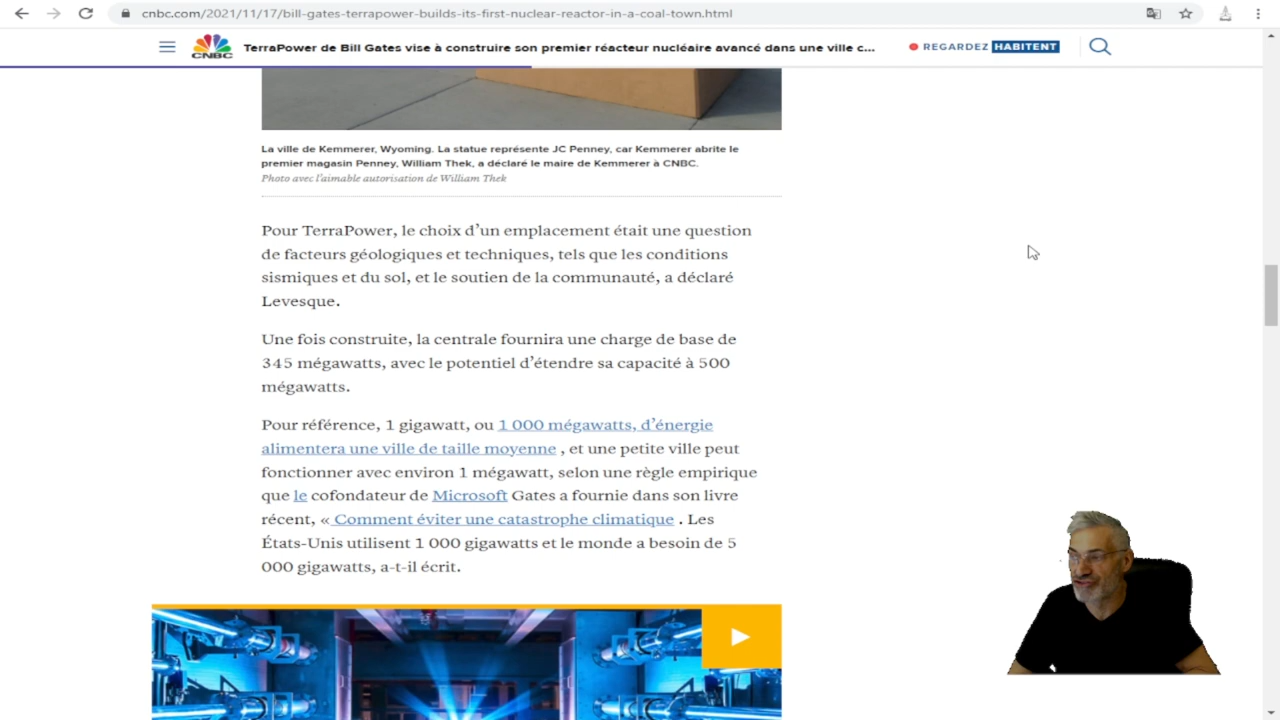 cnbc.com/2021/11/17/bill-gates-terrapower-builds-its-first-nuclear-reactor-in-a-coal-town.html
CNBC
TerraPower de Bill Gates vise à construire son premier réacteur nucléaire avancé dans une ville c...
REGARDEZ HABITENT
La ville de Kemmerer, Wyoming. La statue représente JC Penney, car Kemmerer abrite le
premier magasin Penney, William Thek, a déclaré le maire de Kemmerer à CNBC.
Photo avec l'aimable autorisation de William Thek
Pour TerraPower, le choix d'un emplacement était une question
de facteurs géologiques et techniques, tels que les conditions
sismiques et du sol, et le soutien de la communauté, a déclaré
Levesque.
Une fois construite, la centrale fournira une charge de base de
345 mégawatts, avec le potentiel d'étendre sa capacité à 500
mégawatts.
Pour référence, 1 gigawatt, ou 1 000 mégawatts, d'énergie
alimentera une ville de taille moyenne , et une petite ville peut
fonctionner avec environ 1 mégawatt, selon une règle empirique
que le cofondateur de Microsoft Gates a fournie dans son livre
récent, « Comment éviter une catastrophe climatique . Les
États-Unis utilisent 1 000 gigawatts et le monde a besoin de 5
000 gigawatts, a-t-il écrit.